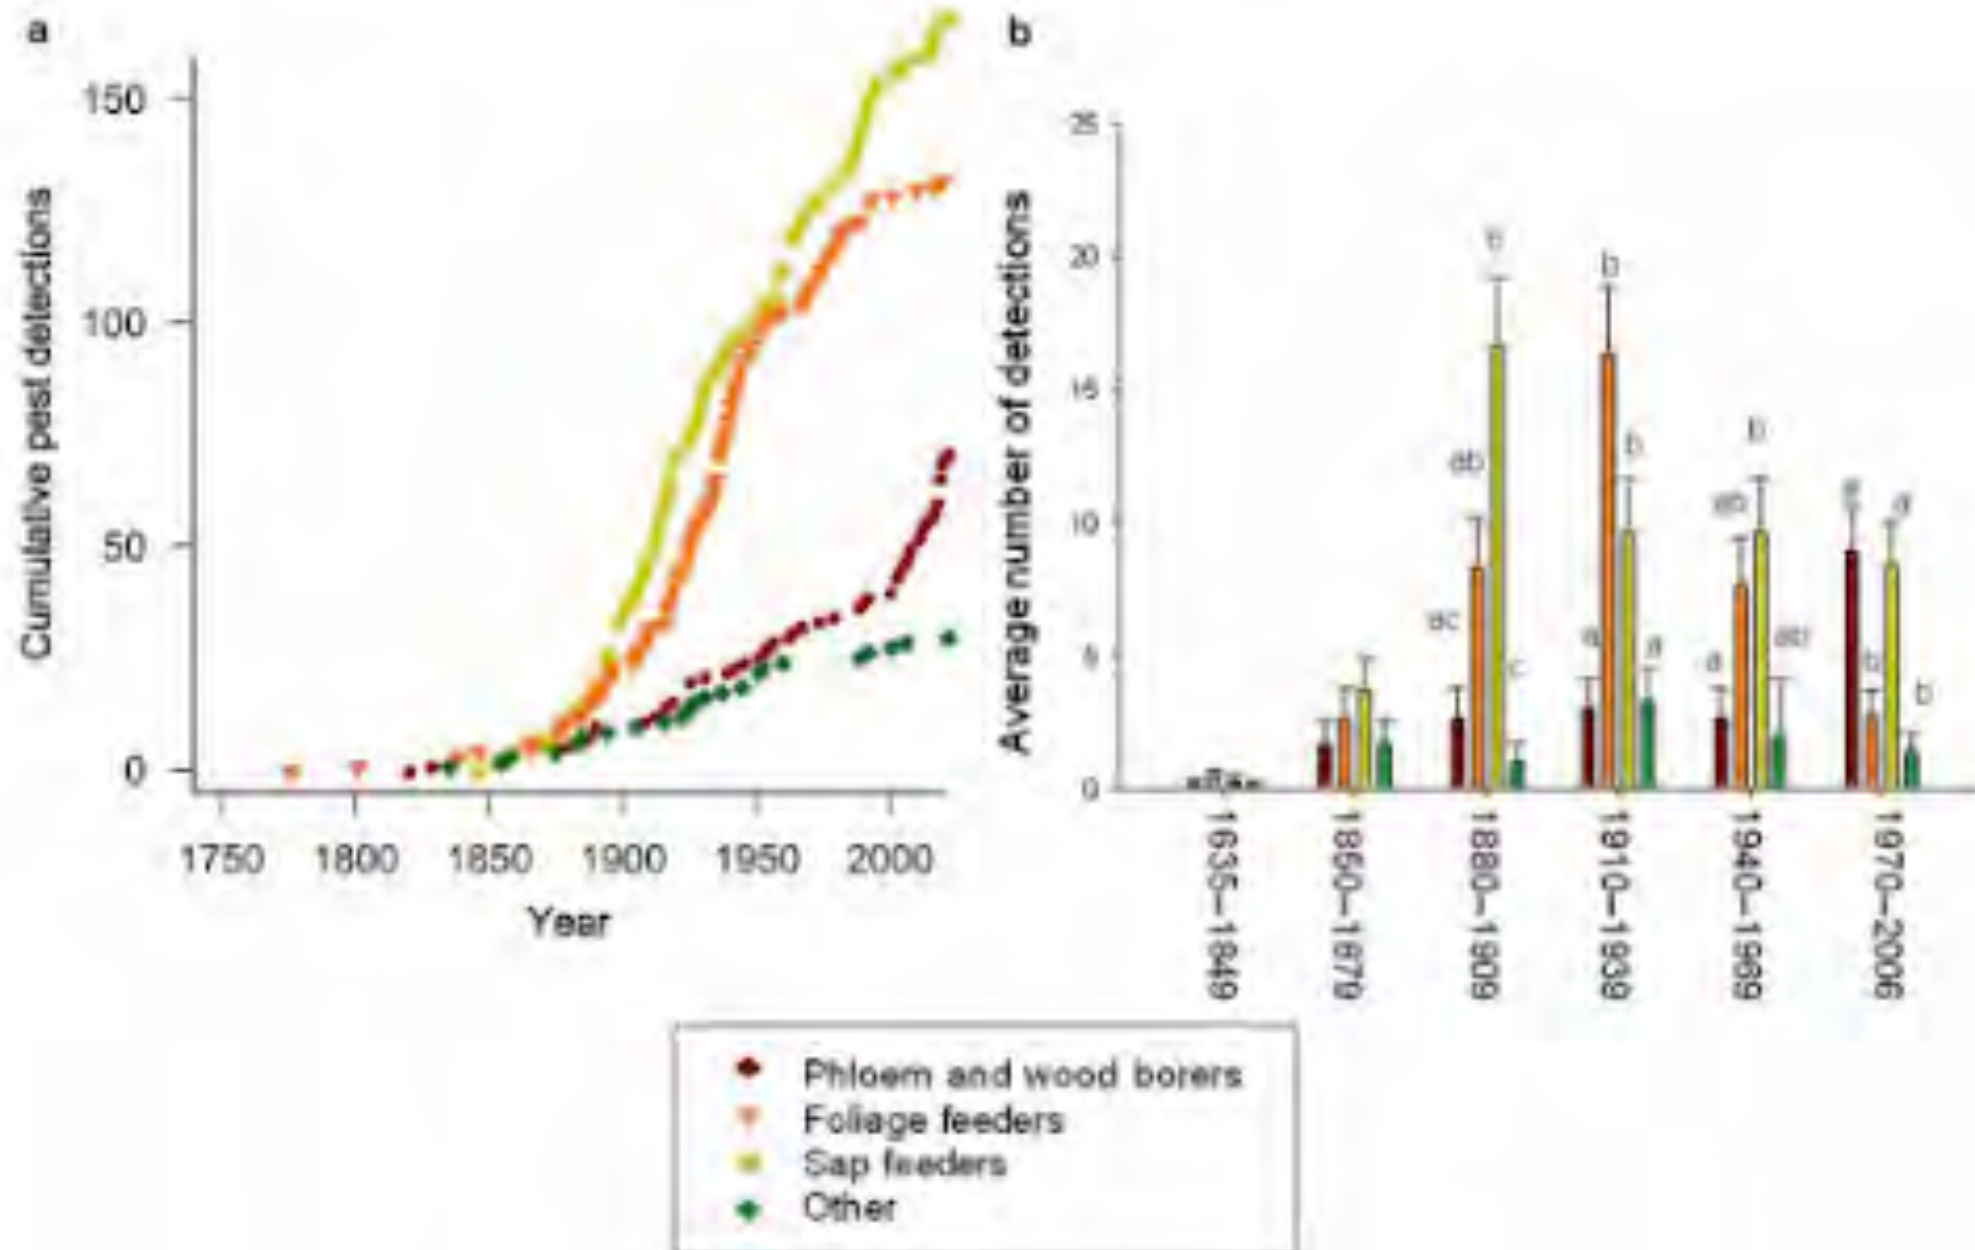 a
Cumulative pest detections
150
100
50
0
1750 1800 1850 1900 1950 2000
Year
b
Average number of detections
25
20
15
10
5
0
ac
ab
b
c
a
b
b
a
a
ab
b
ab
a
b
a
b
1635–1849
1850–1879
1880–1909
1910–1939
1940–1969
1970–2006
Phloem and wood borers
Foliage feeders
Sap feeders
Other